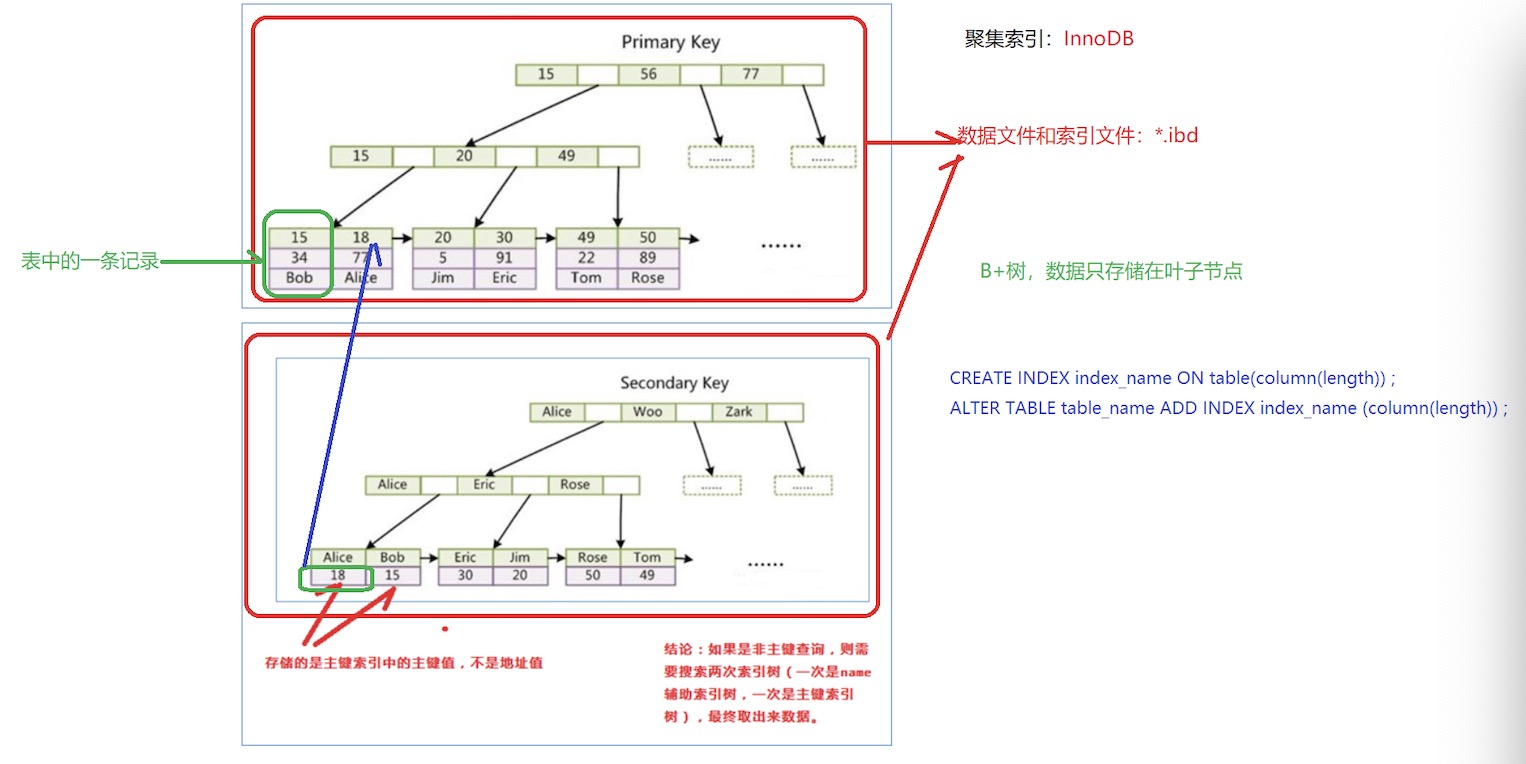 聚集索引：InnoDB
Primary Key
15 56 77
数据文件和索引文件：*.ibd
15 20 49
...... ......
15 18 20 30 49 50
34 77 5 91 22 89
Bob Alice Jim Eric Tom Rose
......
表中的一条记录
B+树，数据只存储在叶子节点
Secondary Key
Alice Woo Zark
CREATE INDEX index_name ON table(column(length)) ;
ALTER TABLE table_name ADD INDEX index_name (column(length)) ;
Alice Eric Rose
...... ......
Alice Bob Eric Jim Rose Tom
18 15 30 20 50 49
......
存储的是主键索引中的主键值，不是地址值
结论：如果是非主键查询，则需
要搜索两次索引树（一次是name
辅助索引树，一次是主键索引
树），最终取出来数据。